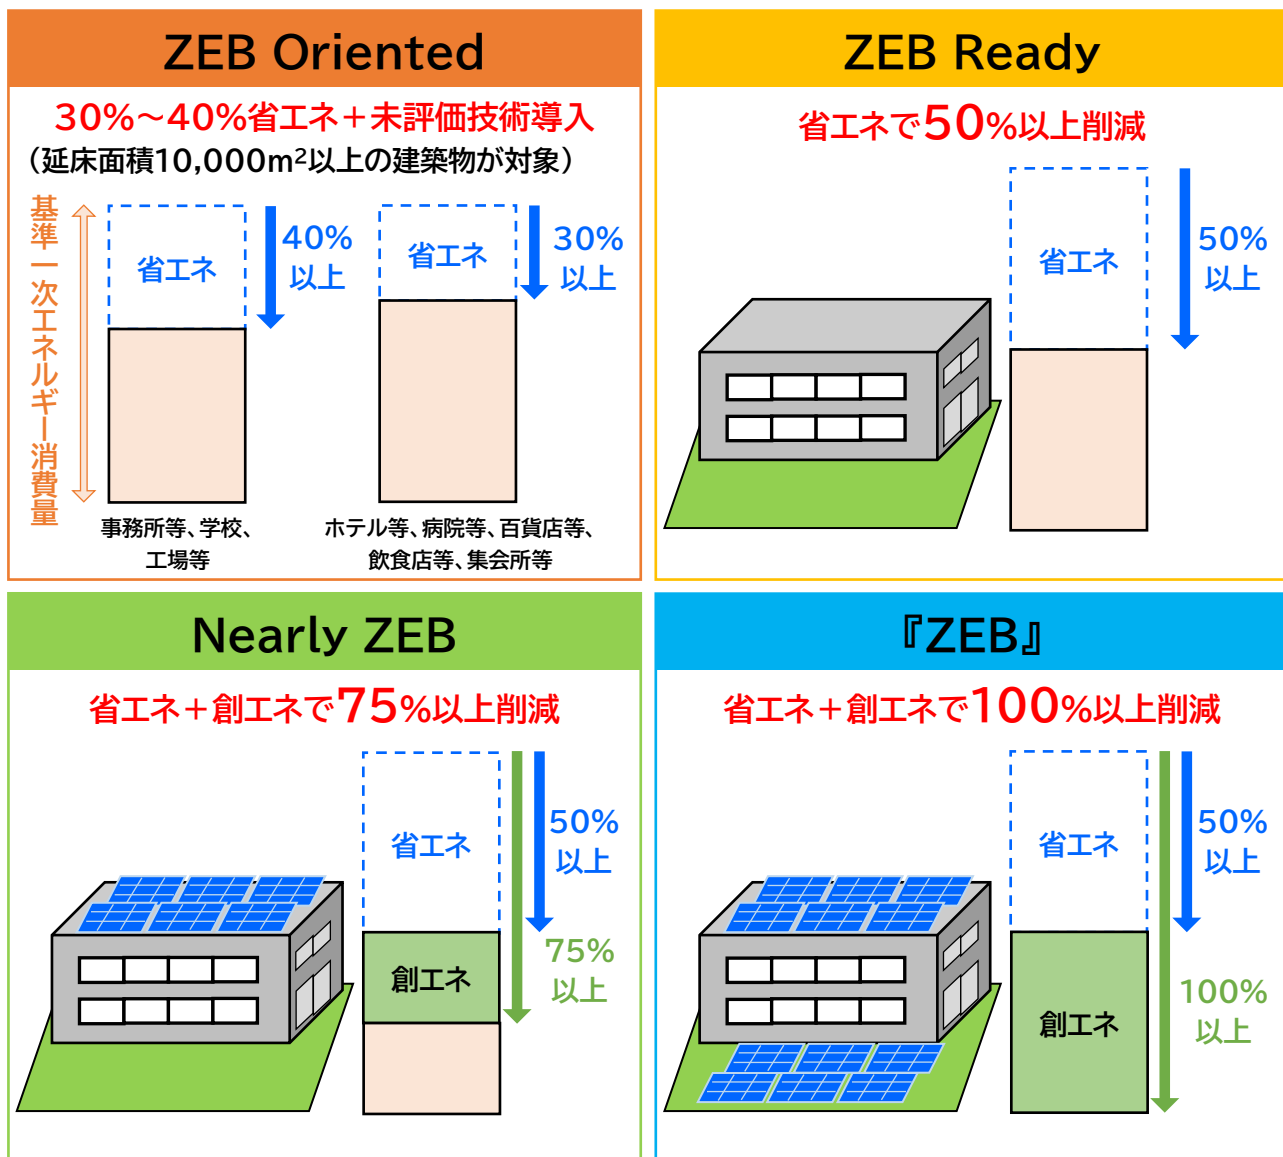 ZEB Oriented
30%～40%省エネ＋未評価技術導入
（延床面積10,000m²以上の建築物が対象）
基準一次エネルギー消費量
省エネ
40%
以上
省エネ
30%
以上
事務所等、学校、
工場等
ホテル等、病院等、百貨店等、
飲食店等、集会所等
ZEB Ready
省エネで50%以上削減
省エネ
50%
以上
Nearly ZEB
省エネ＋創エネで75%以上削減
省エネ
50%
以上
創エネ
75%
以上
『ZEB』
省エネ＋創エネで100%以上削減
省エネ
50%
以上
創エネ
100%
以上